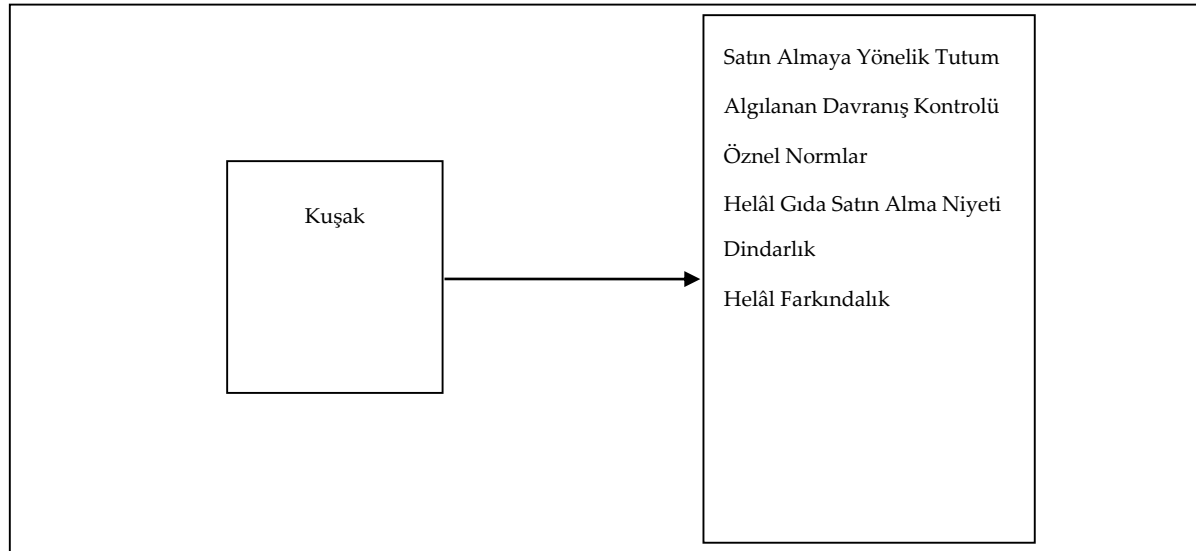 Kuşak
Satın Almaya Yönelik Tutum
Algılanan Davranış Kontrolü
Öznel Normlar
Helâl Gıda Satın Alma Niyeti
Dindarlık
Helâl Farkındalık